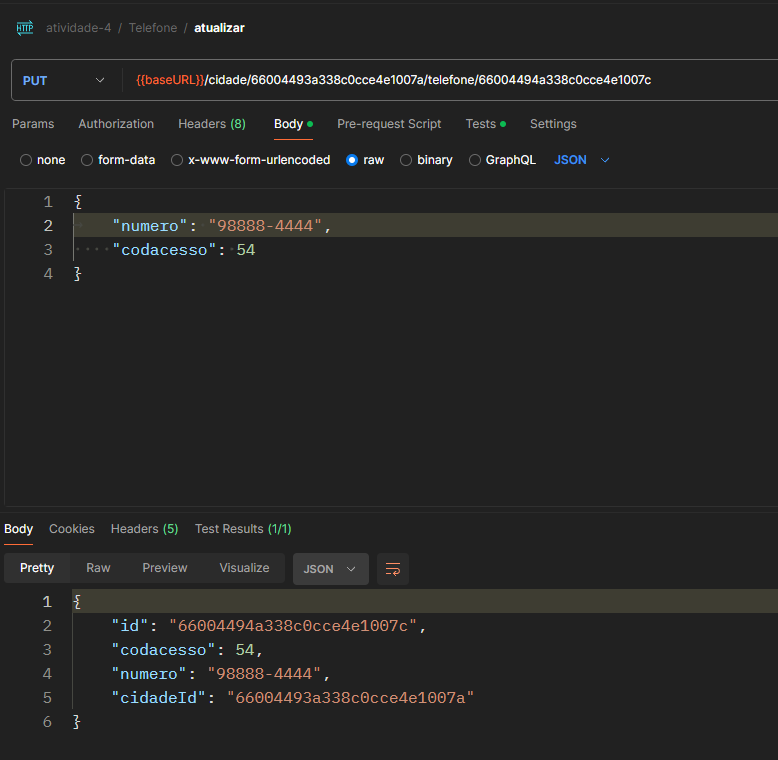 HTTP atividade-4 / Telefone / atualizar
PUT {{baseURL}}/cidade/66004493a338c0cce4e1007a/telefone/66004494a338c0cce4e1007c
Params Authorization Headers (8) Body Pre-request Script Tests Settings
none form-data x-www-form-urlencoded raw binary GraphQL JSON
1 {
2 "numero": "98888-4444",
3 "codacesso": 54
4 }
Body Cookies Headers (5) Test Results (1/1)
Pretty Raw Preview Visualize JSON
1 {
2 "id": "66004494a338c0cce4e1007c",
3 "codacesso": 54,
4 "numero": "98888-4444",
5 "cidadeId": "66004493a338c0cce4e1007a"
6 }